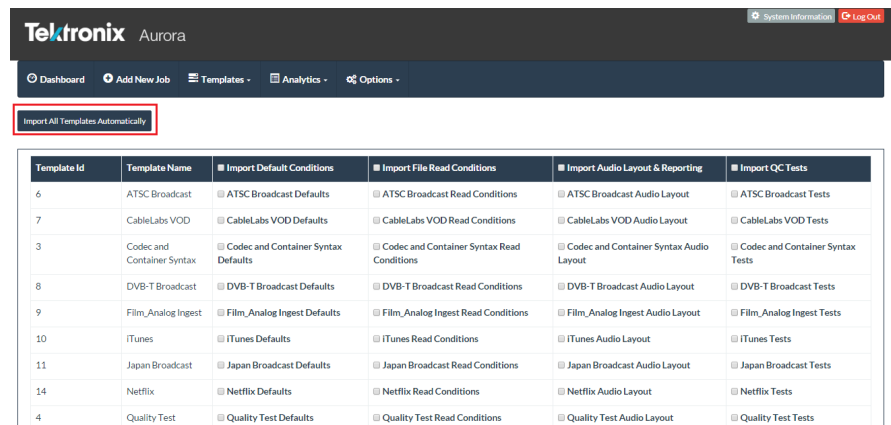 System Information Log Out
Tektronix Aurora
Dashboard Add New Job Templates Analytics Options
Import All Templates Automatically
Template Id Template Name Import Default Conditions Import File Read Conditions Import Audio Layout & Reporting Import QC Tests
6 ATSC Broadcast ATSC Broadcast Defaults ATSC Broadcast Read Conditions ATSC Broadcast Audio Layout ATSC Broadcast Tests
7 CableLabs VOD CableLabs VOD Defaults CableLabs VOD Read Conditions CableLabs VOD Audio Layout CableLabs VOD Tests
3 Codec and Codec and Container Syntax Codec and Container Syntax Read Codec and Container Syntax Audio Codec and Container Syntax
Container Syntax Defaults Conditions Layout Tests
8 DVB-T Broadcast DVB-T Broadcast Defaults DVB-T Broadcast Read Conditions DVB-T Broadcast Audio Layout DVB-T Broadcast Tests
9 Film_Analog Ingest Film_Analog Ingest Defaults Film_Analog Ingest Read Conditions Film_Analog Ingest Audio Layout Film_Analog Ingest Tests
10 iTunes iTunes Defaults iTunes Read Conditions iTunes Audio Layout iTunes Tests
11 Japan Broadcast Japan Broadcast Defaults Japan Broadcast Read Conditions Japan Broadcast Audio Layout Japan Broadcast Tests
14 Netflix Netflix Defaults Netflix Read Conditions Netflix Audio Layout Netflix Tests
4 Quality Test Quality Test Defaults Quality Test Read Conditions Quality Test Audio Layout Quality Test Tests